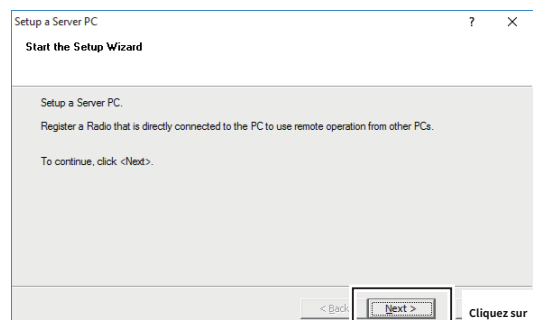 Setup a Server PC ? ×
Start the Setup Wizard
Setup a Server PC.
Register a Radio that is directly connected to the PC to use remote operation from other PCs.
To continue, click <Next>.
< Back Next > Cliquez sur